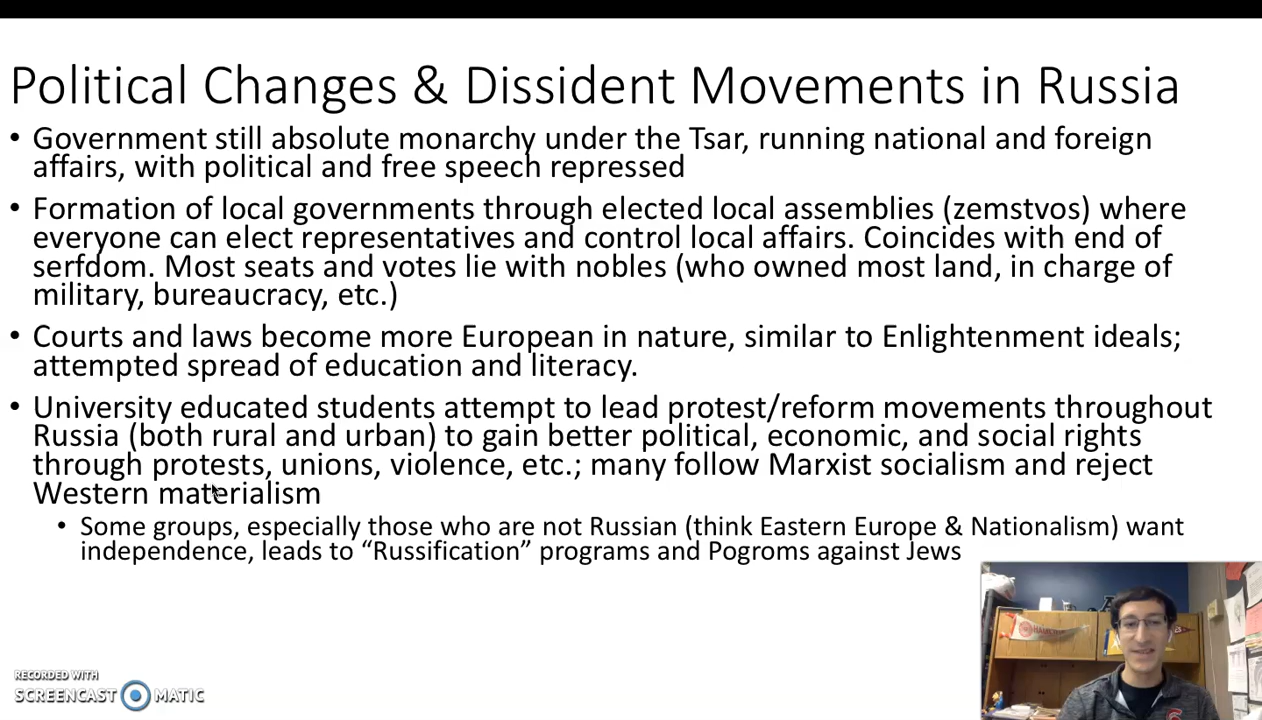 Political Changes & Dissident Movements in Russia
• Government still absolute monarchy under the Tsar, running national and foreign
affairs, with political and free speech repressed
• Formation of local governments through elected local assemblies (zemstvos) where
everyone can elect representatives and control local affairs. Coincides with end of
serfdom. Most seats and votes lie with nobles (who owned most land, in charge of
military, bureaucracy, etc.)
• Courts and laws become more European in nature, similar to Enlightenment ideals;
attempted spread of education and literacy.
• University educated students attempt to lead protest/reform movements throughout
Russia (both rural and urban) to gain better political, economic, and social rights
through protests, unions, violence, etc.; many follow Marxist socialism and reject
Western materialism
• Some groups, especially those who are not Russian (think Eastern Europe & Nationalism) want
independence, leads to “Russification” programs and Pogroms against Jews
RECORDED WITH
SCREENCAST MATIC